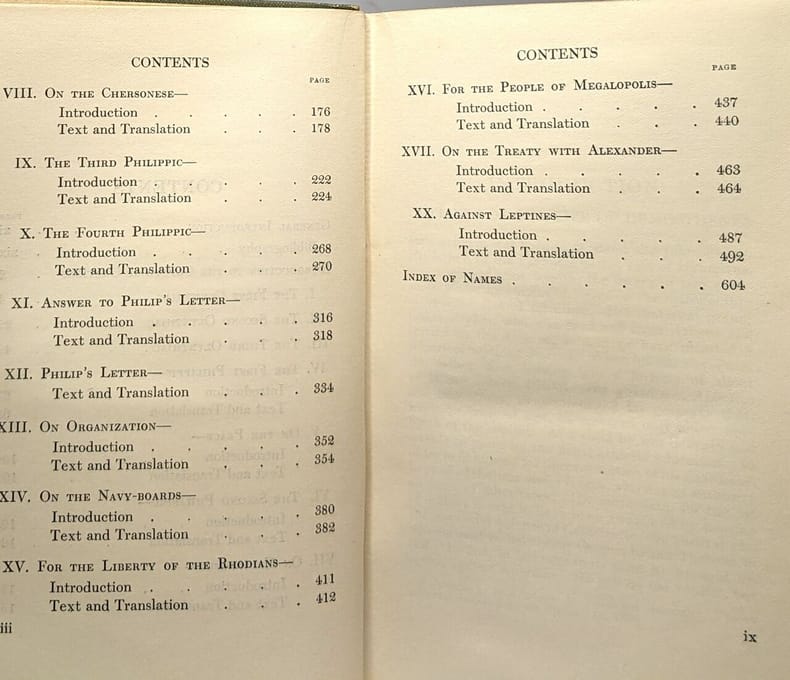 CONTENTS
PAGE
VIII. ON THE CHERSONESE—
Introduction . . . . . 176
Text and Translation . . . 178
IX. THE THIRD PHILIPPIC—
Introduction . . . . . 222
Text and Translation . . . 224
X. THE FOURTH PHILIPPIC—
Introduction . . . . . 268
Text and Translation . . . 270
XI. ANSWER TO PHILIP'S LETTER—
Introduction . . . . . 316
Text and Translation . . . 318
XII. PHILIP'S LETTER—
Text and Translation . . . 334
XIII. ON ORGANIZATION—
Introduction . . . . . 352
Text and Translation . . . 354
XIV. ON THE NAVY-BOARDS—
Introduction . . . . . 380
Text and Translation . . . 382
XV. FOR THE LIBERTY OF THE RHODIANS—
Introduction . . . . . 411
Text and Translation . . . 412
iii
CONTENTS
PAGE
XVI. FOR THE PEOPLE OF MEGALOPOLIS—
Introduction . . . . . 437
Text and Translation . . . 440
XVII. ON THE TREATY WITH ALEXANDER—
Introduction . . . . . 463
Text and Translation . . . 464
XX. AGAINST LEPTINES—
Introduction . . . . . 487
Text and Translation . . . 492
INDEX OF NAMES . . . . . . 604
ix